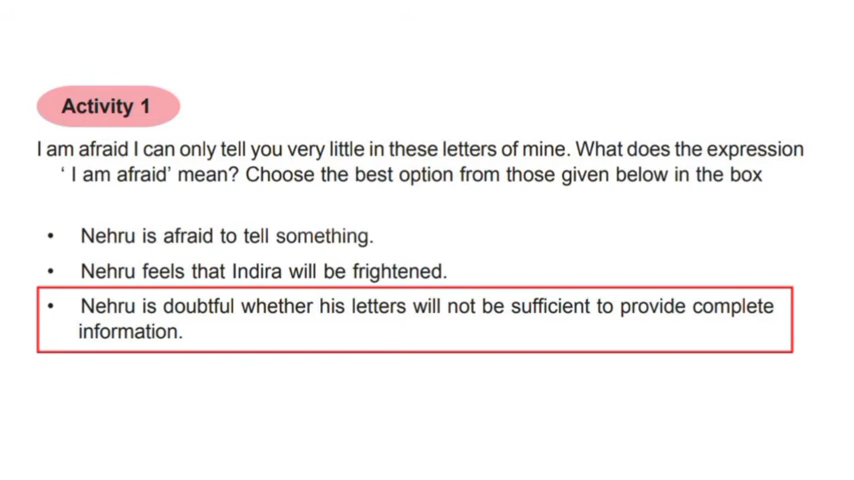 Activity 1
I am afraid I can only tell you very little in these letters of mine. What does the expression
‘ I am afraid’ mean? Choose the best option from those given below in the box
• Nehru is afraid to tell something.
• Nehru feels that Indira will be frightened.
• Nehru is doubtful whether his letters will not be sufficient to provide complete
information.